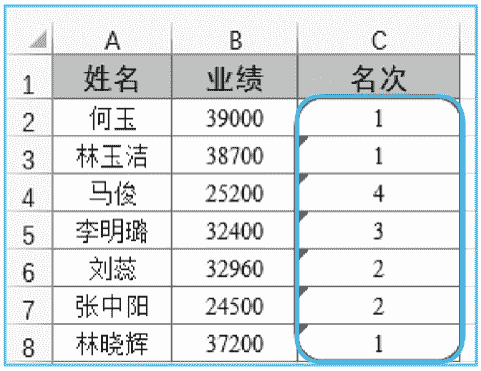 A B C
1 姓名 业绩 名次
2 何玉 39000 1
3 林玉洁 38700 1
4 马俊 25200 4
5 李明璐 32400 3
6 刘蕊 32960 2
7 张中阳 24500 2
8 林晓辉 37200 1